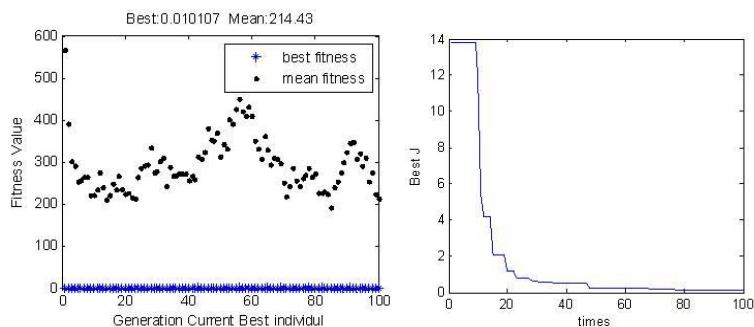 Best:0.010107 Mean:214.43
600
500
400
300
200
100
0
Fitness Value
best fitness
mean fitness
0 20 40 60 80 100
Generation Current Best individul
14
12
10
8
6
4
2
0
Best J
0 20 40 60 80 100
times